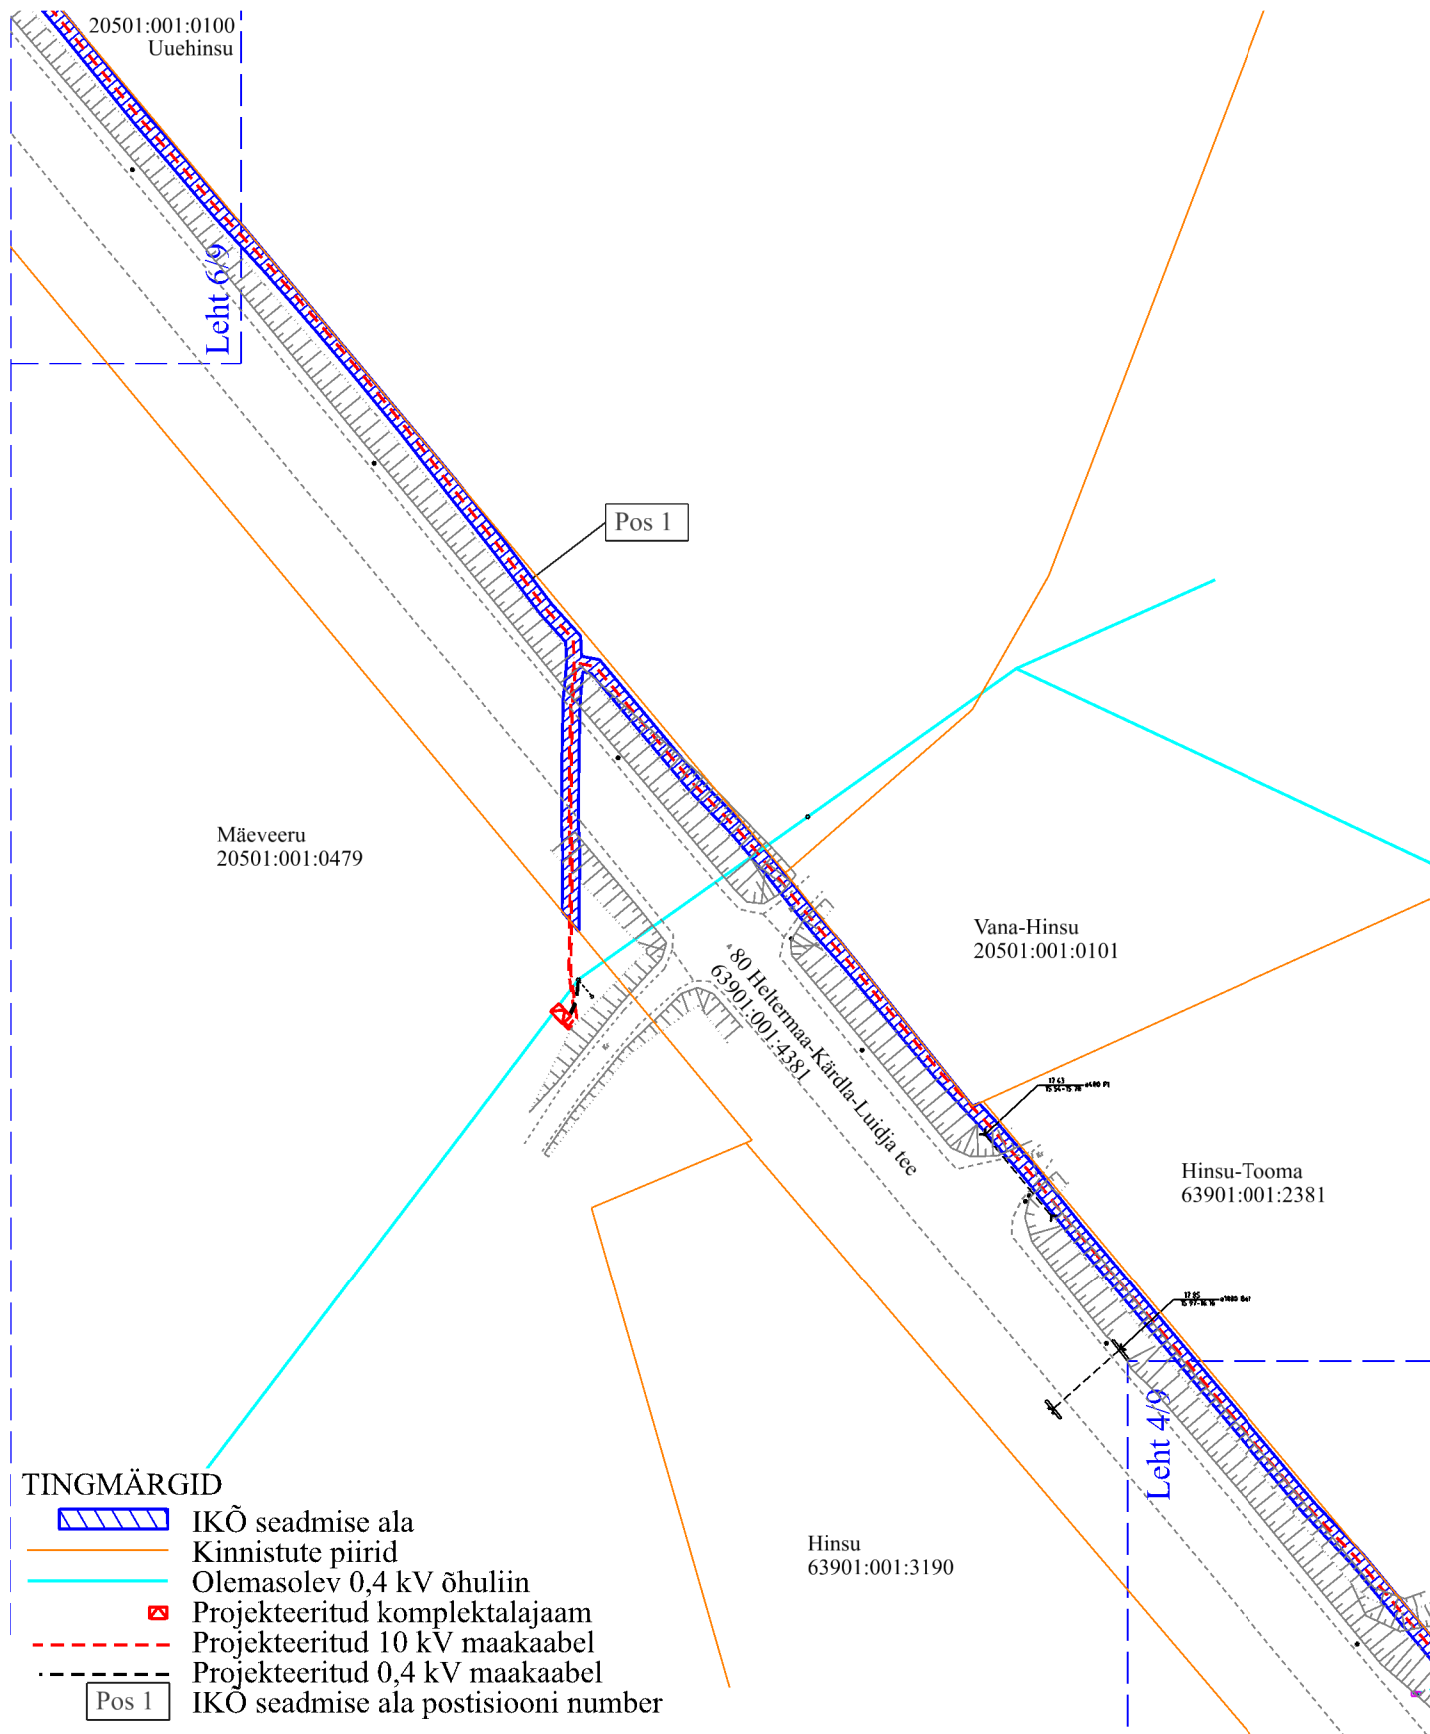 20501:001:0100
Uuehinsu
Leht 6/9
Pos 1
Mäeveeru
20501:001:0479
Vana-Hinsu
20501:001:0101
80 Heltermaa-Kärdla-Luidja tee
63901:001:4381
Hinsu-Tooma
63901:001:2381
Leht 4/9
Hinsu
63901:001:3190
TINGMÄRGID
IKÕ seadmise ala
Kinnistute piirid
Olemasolev 0,4 kV õhuliin
Projekteeritud komplektalajaam
Projekteeritud 10 kV maakaabel
Projekteeritud 0,4 kV maakaabel
Pos 1 IKÕ seadmise ala postisiooni number